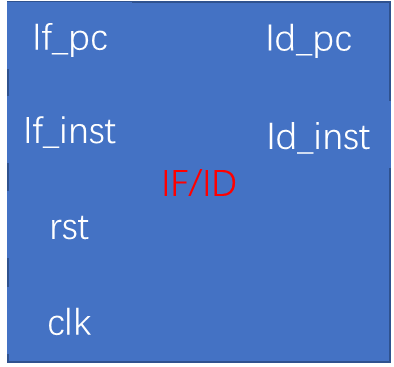 If_pc
Id_pc
If_inst
Id_inst
IF/ID
rst
clk